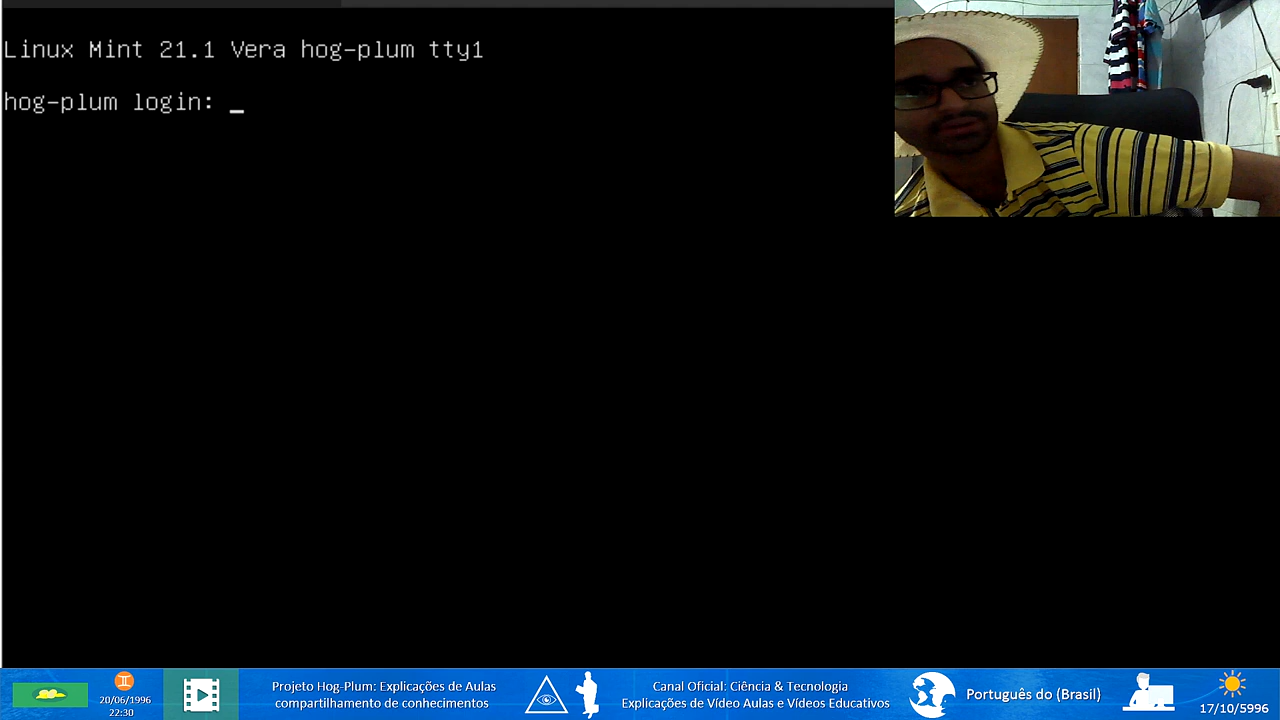 Linux Mint 21.1 Vera hog-plum tty1
hog-plum login: _
20/06/1996
22:30
Projeto Hog-Plum: Explicações de Aulas
compartilhamento de conhecimentos
Canal Oficial: Ciência & Tecnologia
Explicações de Vídeo Aulas e Vídeos Educativos
Português do (Brasil)
17/10/5996